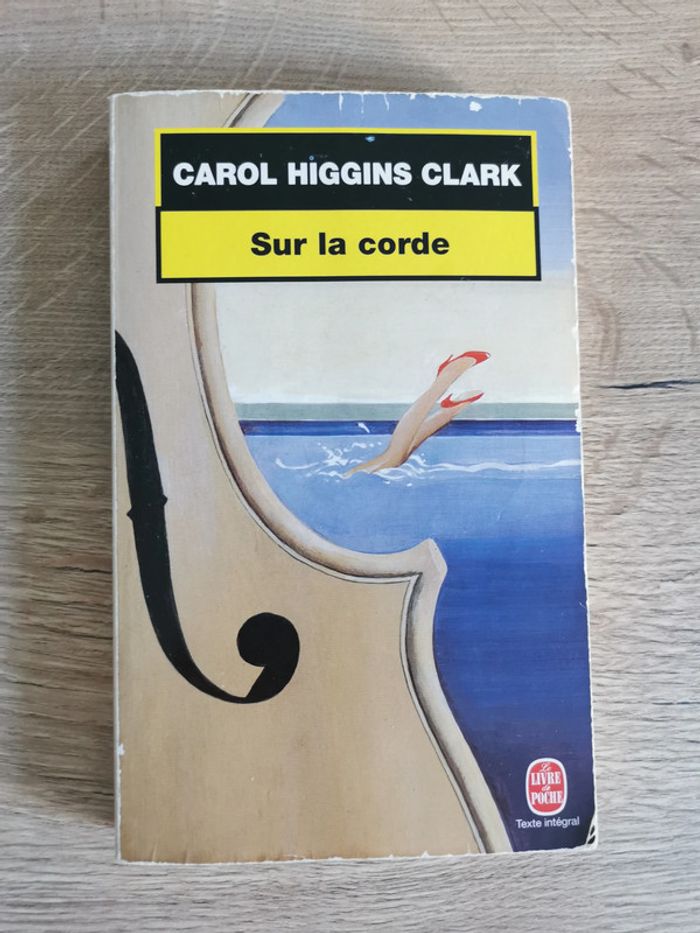 CAROL HIGGINS CLARK
Sur la corde
Le
LIVRE
de
POCHE
Texte intégral